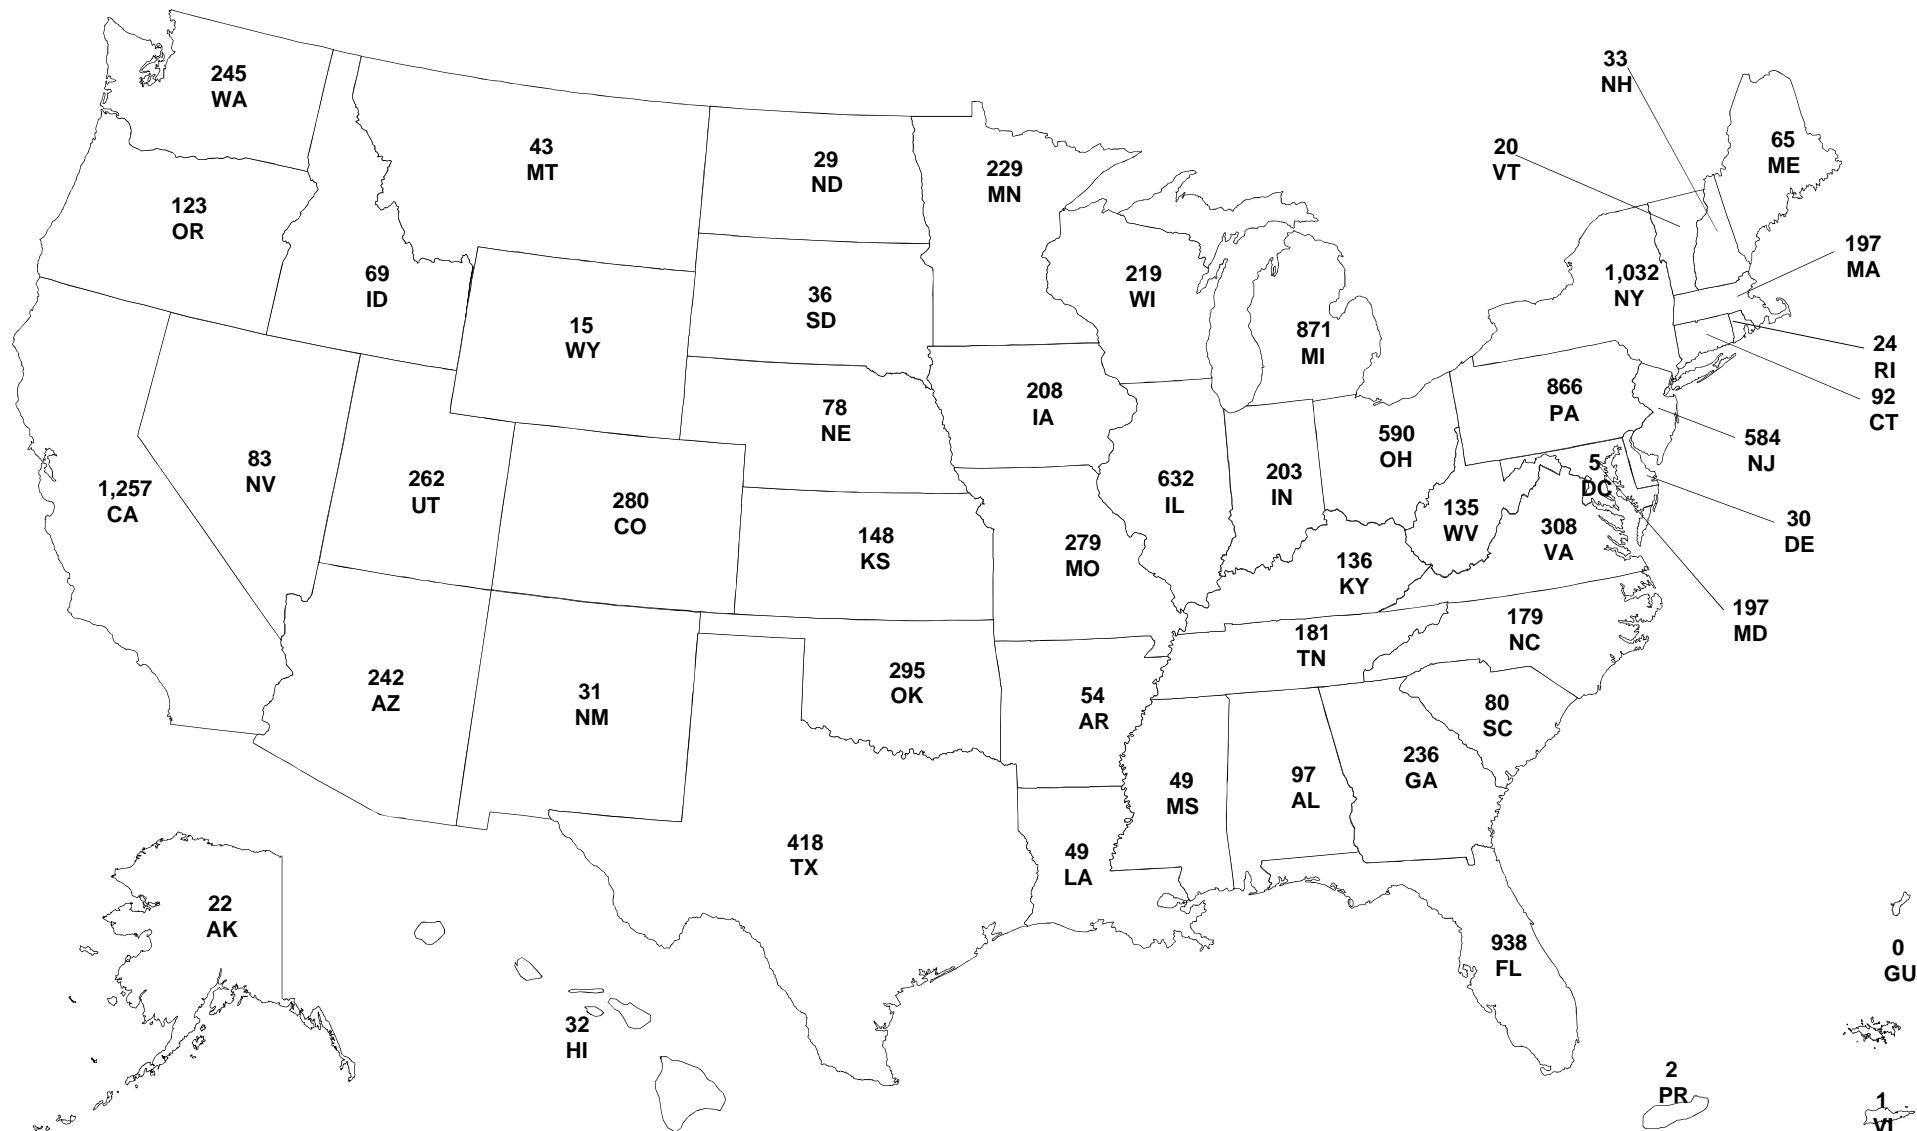 33
NH
245
WA
65
ME
43
MT
20
VT
29
ND
229
MN
123
OR
197
MA
69
ID
219
WI
1,032
NY
36
SD
15
WY
871
MI
24
RI
866
PA
208
IA
92
CT
78
NE
590
OH
584
NJ
83
NV
5
DC
203
IN
262
UT
632
IL
1,257
CA
280
CO
135
WV
30
DE
308
VA
148
KS
279
MO
136
KY
197
MD
179
NC
181
TN
242
AZ
295
OK
31
NM
54
AR
80
SC
236
GA
97
AL
49
MS
418
TX
49
LA
22
AK
938
FL
0
GU
32
HI
2
PR
1
VI